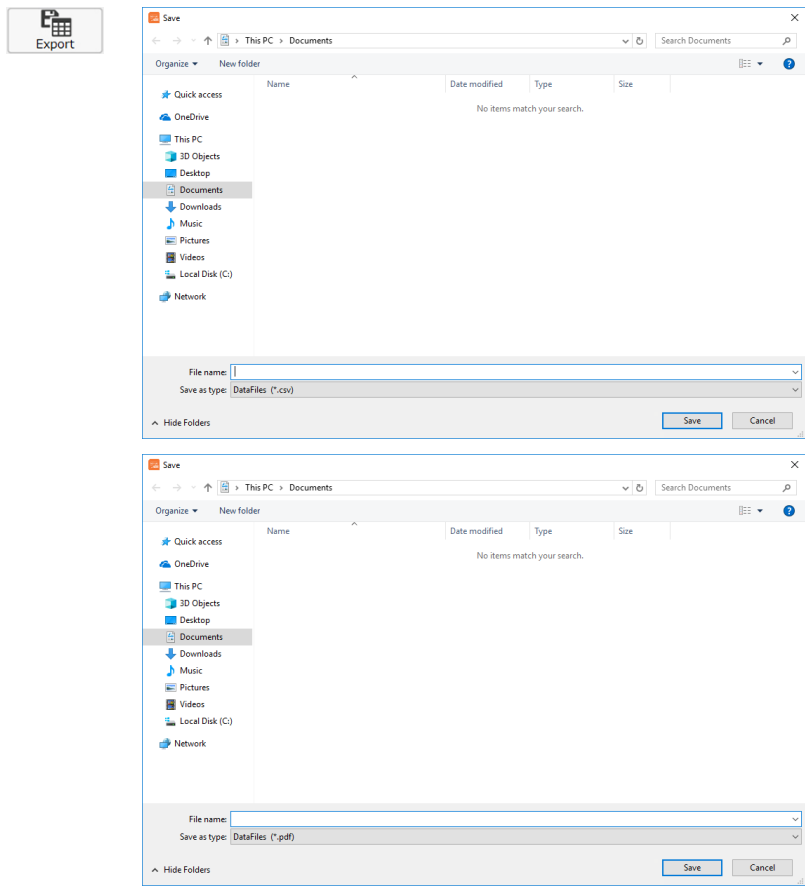 Export
Save
This PC > Documents
Search Documents
Organize
New folder
Name
Date modified
Type
Size
Quick access
No items match your search.
OneDrive
This PC
3D Objects
Desktop
Documents
Downloads
Music
Pictures
Videos
Local Disk (C:)
Network
File name:
Save as type: DataFiles (*.csv)
Hide Folders
Save
Cancel
Save
This PC > Documents
Search Documents
Organize
New folder
Name
Date modified
Type
Size
Quick access
No items match your search.
OneDrive
This PC
3D Objects
Desktop
Documents
Downloads
Music
Pictures
Videos
Local Disk (C:)
Network
File name:
Save as type: DataFiles (*.pdf)
Hide Folders
Save
Cancel